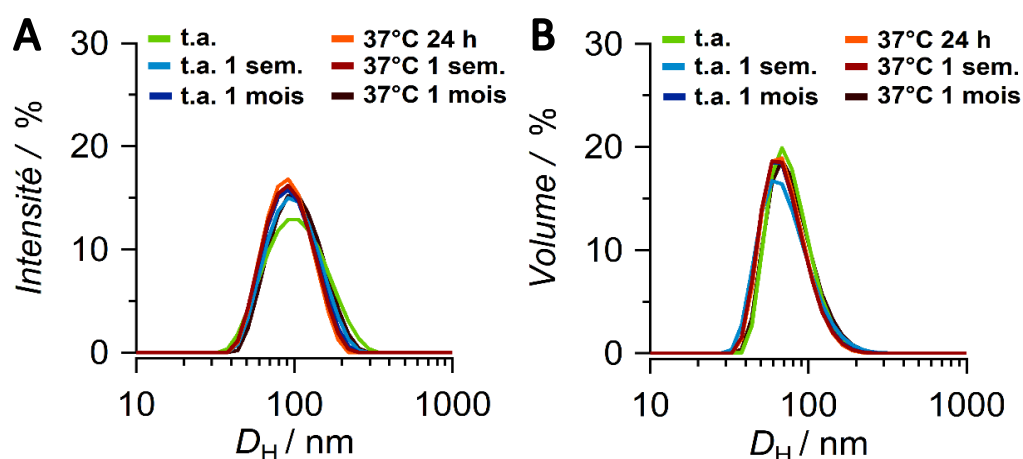 A
Intensité / %
30
20
10
0
t.a.
t.a. 1 sem.
t.a. 1 mois
37°C 24 h
37°C 1 sem.
37°C 1 mois
10
100
1000
D_H / nm
B
Volume / %
30
20
10
0
t.a.
t.a. 1 sem.
t.a. 1 mois
37°C 24 h
37°C 1 sem.
37°C 1 mois
10
100
1000
D_H / nm